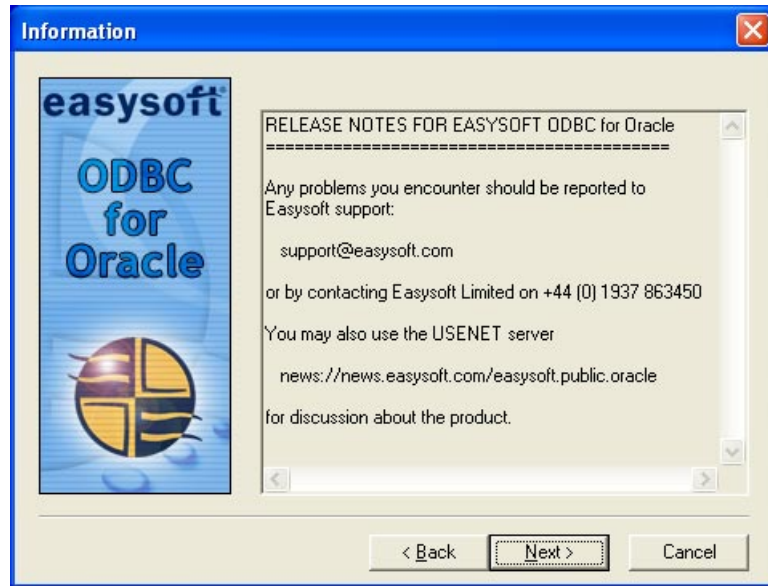 Information
easysoft
ODBC
for
Oracle
RELEASE NOTES FOR EASYSOFT ODBC for Oracle
==========================================
Any problems you encounter should be reported to
Easysoft support:
support@easysoft.com
or by contacting Easysoft Limited on +44 (0) 1937 863450
You may also use the USENET server
news://news.easysoft.com/easysoft.public.oracle
for discussion about the product.
< Back
Next >
Cancel